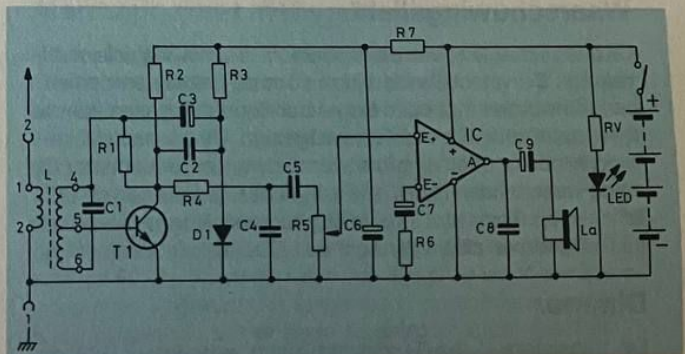 R7
R2
R3
C3
IC
2
R1
C2
E+
+
A
C9
RV
+
L
4
C5
R4
E-
LED
1
C1
5
C4
R5
C6
C7
C8
La
2
T1
D1
R6
6
-
-
1